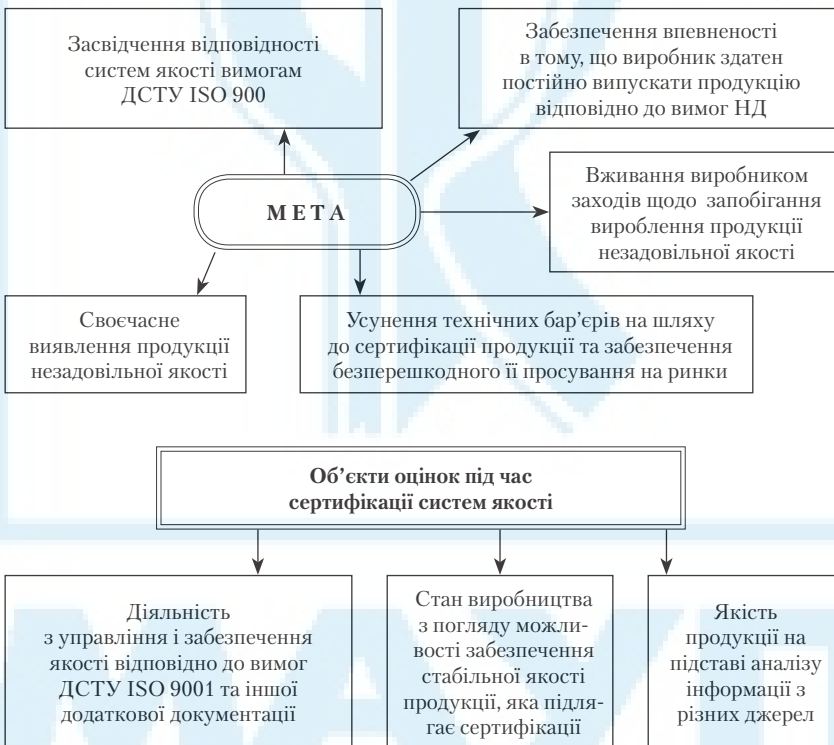 Засвідчення відповідності
систем якості вимогам
ДСТУ ISO 900
Забезпечення впевненості
в тому, що виробник здатен
постійно випускати продукцію
відповідно до вимог НД
МЕТА
Вживання виробником
заходів щодо запобігання
вироблення продукції
незадовільної якості
Своєчасне
виявлення продукції
незадовільної якості
Усунення технічних бар’єрів на шляху
до сертифікації продукції та забезпечення
безперешкодного її просування на ринки
Об’єкти оцінок під час
сертифікації систем якості
Діяльність
з управління і забезпечення
якості відповідно до вимог
ДСТУ ISO 9001 та іншої
додаткової документації
Стан виробництва
з погляду можли-
вості забезпечення
стабільної якості
продукції, яка підля-
гає сертифікації
Якість
продукції на
підставі аналізу
інформації з
різних джерел